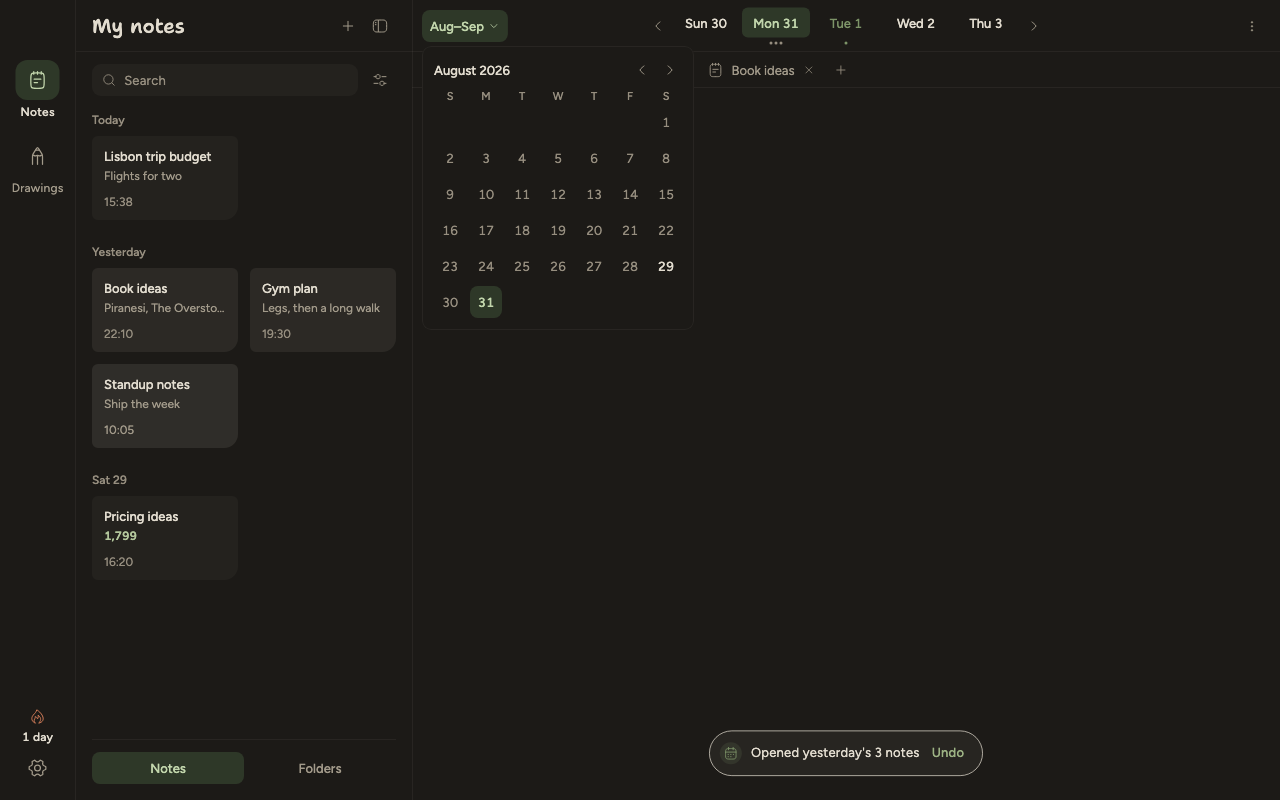 My notes
Notes
Drawings
1 day
Search
Today
Lisbon trip budget
Flights for two
15:38
Yesterday
Book ideas
Piranesi, The Oversto...
22:10
Gym plan
Legs, then a long walk
19:30
Standup notes
Ship the week
10:05
Sat 29
Pricing ideas
1,799
16:20
Notes
Folders
Aug–Sep
Sun 30
Mon 31
Tue 1
Wed 2
Thu 3
August 2026
S M T W T F S
1
2 3 4 5 6 7 8
9 10 11 12 13 14 15
16 17 18 19 20 21 22
23 24 25 26 27 28 29
30 31
Book ideas
Opened yesterday's 3 notes Undo